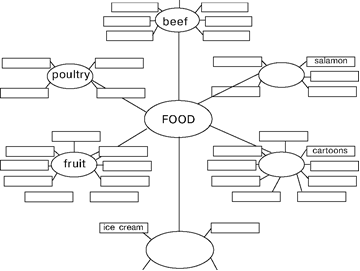 beef
salamon
poultry
FOOD
cartoons
fruit
ice cream